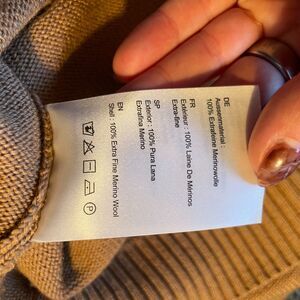 DE
Aussenmaterial :
100% Extrafeine Merinowolle
FR
Extérieur : 100% Laine De Mérinos
Extra-fine
SP
Exterior: 100% Pura Lana
Extrafina Merino
EN
Shell : 100% Extra Fine Merino Wool
P